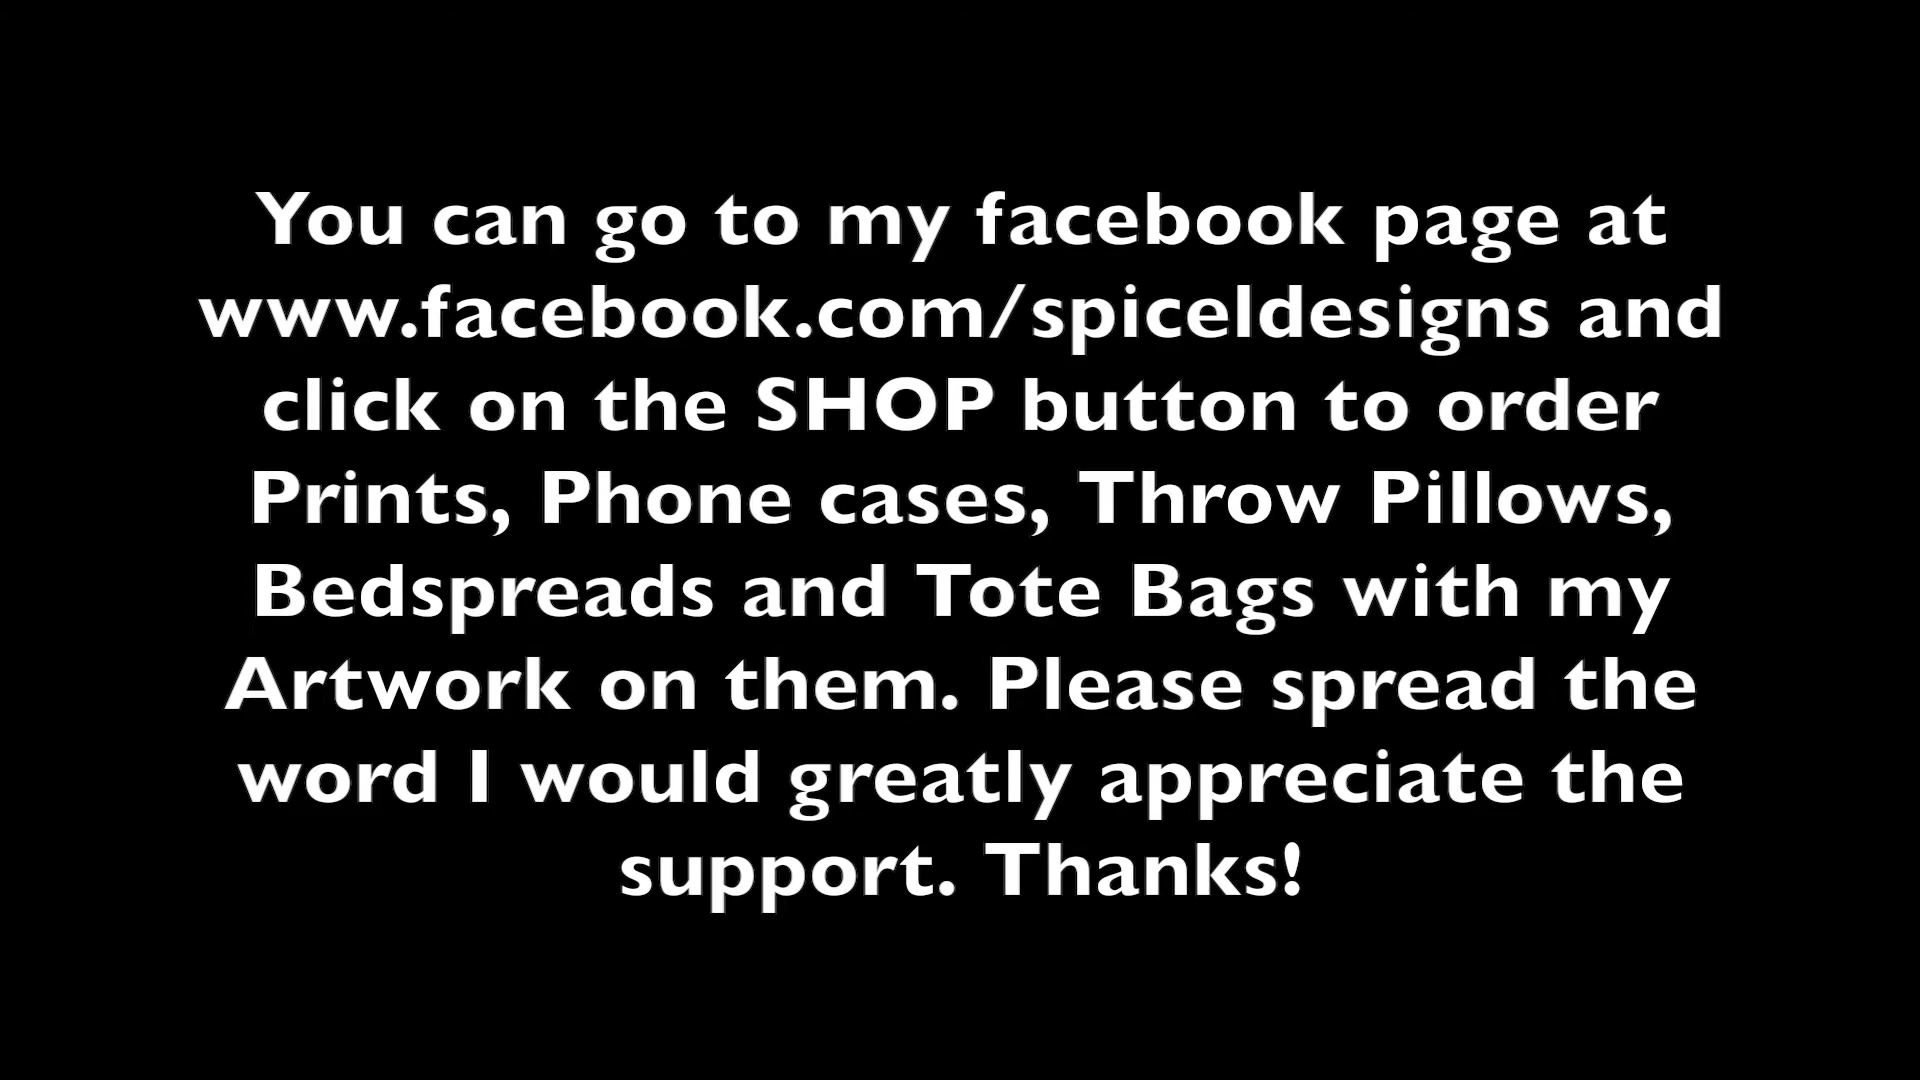 You can go to my facebook page at
www.facebook.com/spiceldesigns and
click on the SHOP button to order
Prints, Phone cases, Throw Pillows,
Bedspreads and Tote Bags with my
Artwork on them. Please spread the
word I would greatly appreciate the
support. Thanks!